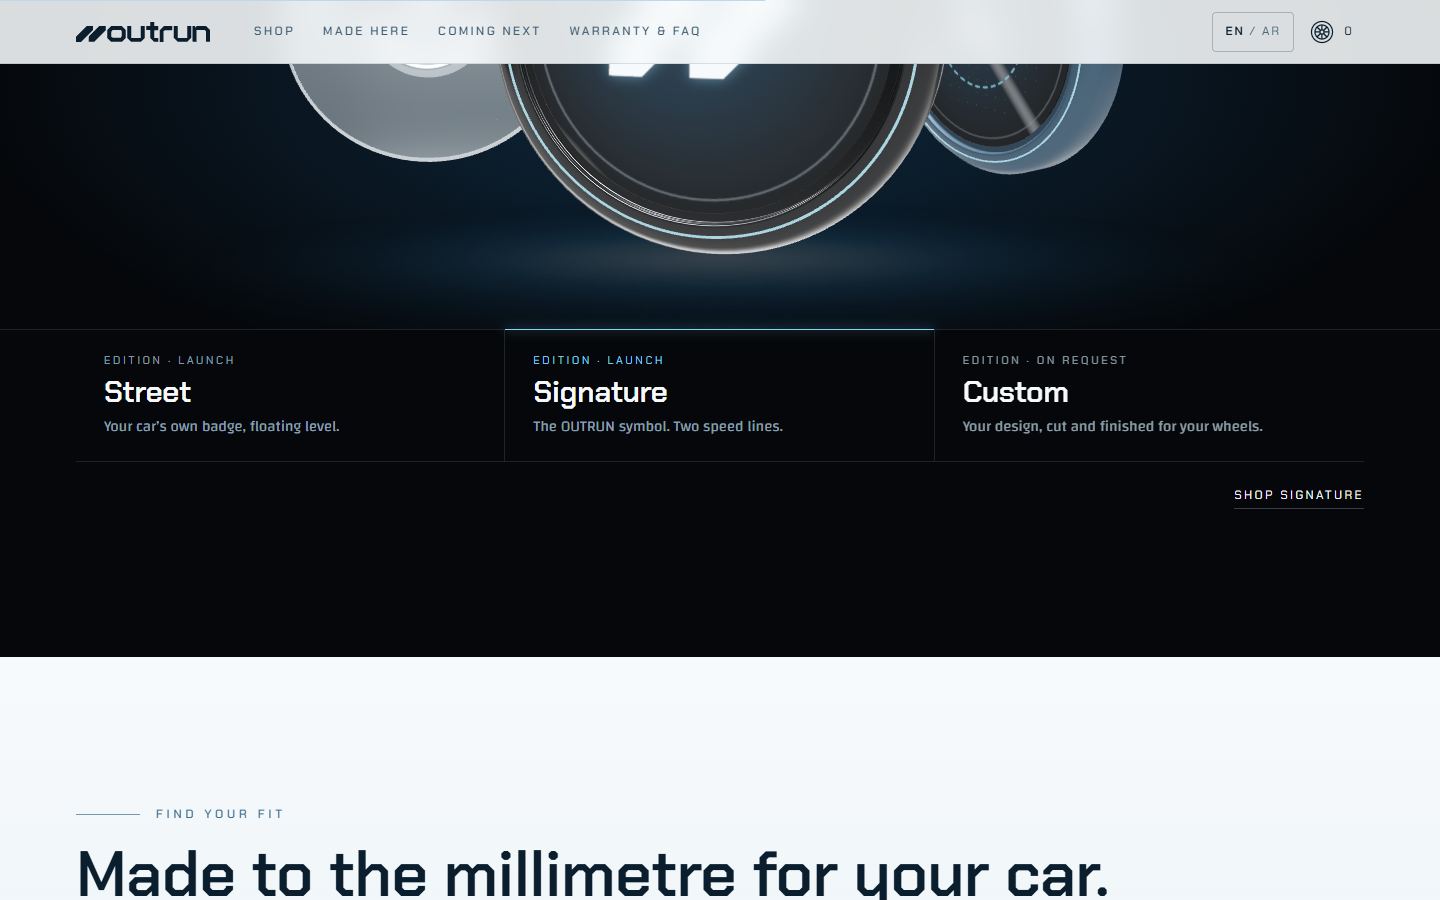 outrun
SHOP
MADE HERE
COMING NEXT
WARRANTY & FAQ
EN / AR
0
EDITION · LAUNCH
Street
Your car's own badge, floating level.
EDITION · LAUNCH
Signature
The OUTRUN symbol. Two speed lines.
EDITION · ON REQUEST
Custom
Your design, cut and finished for your wheels.
SHOP SIGNATURE
FIND YOUR FIT
Made to the millimetre for your car.